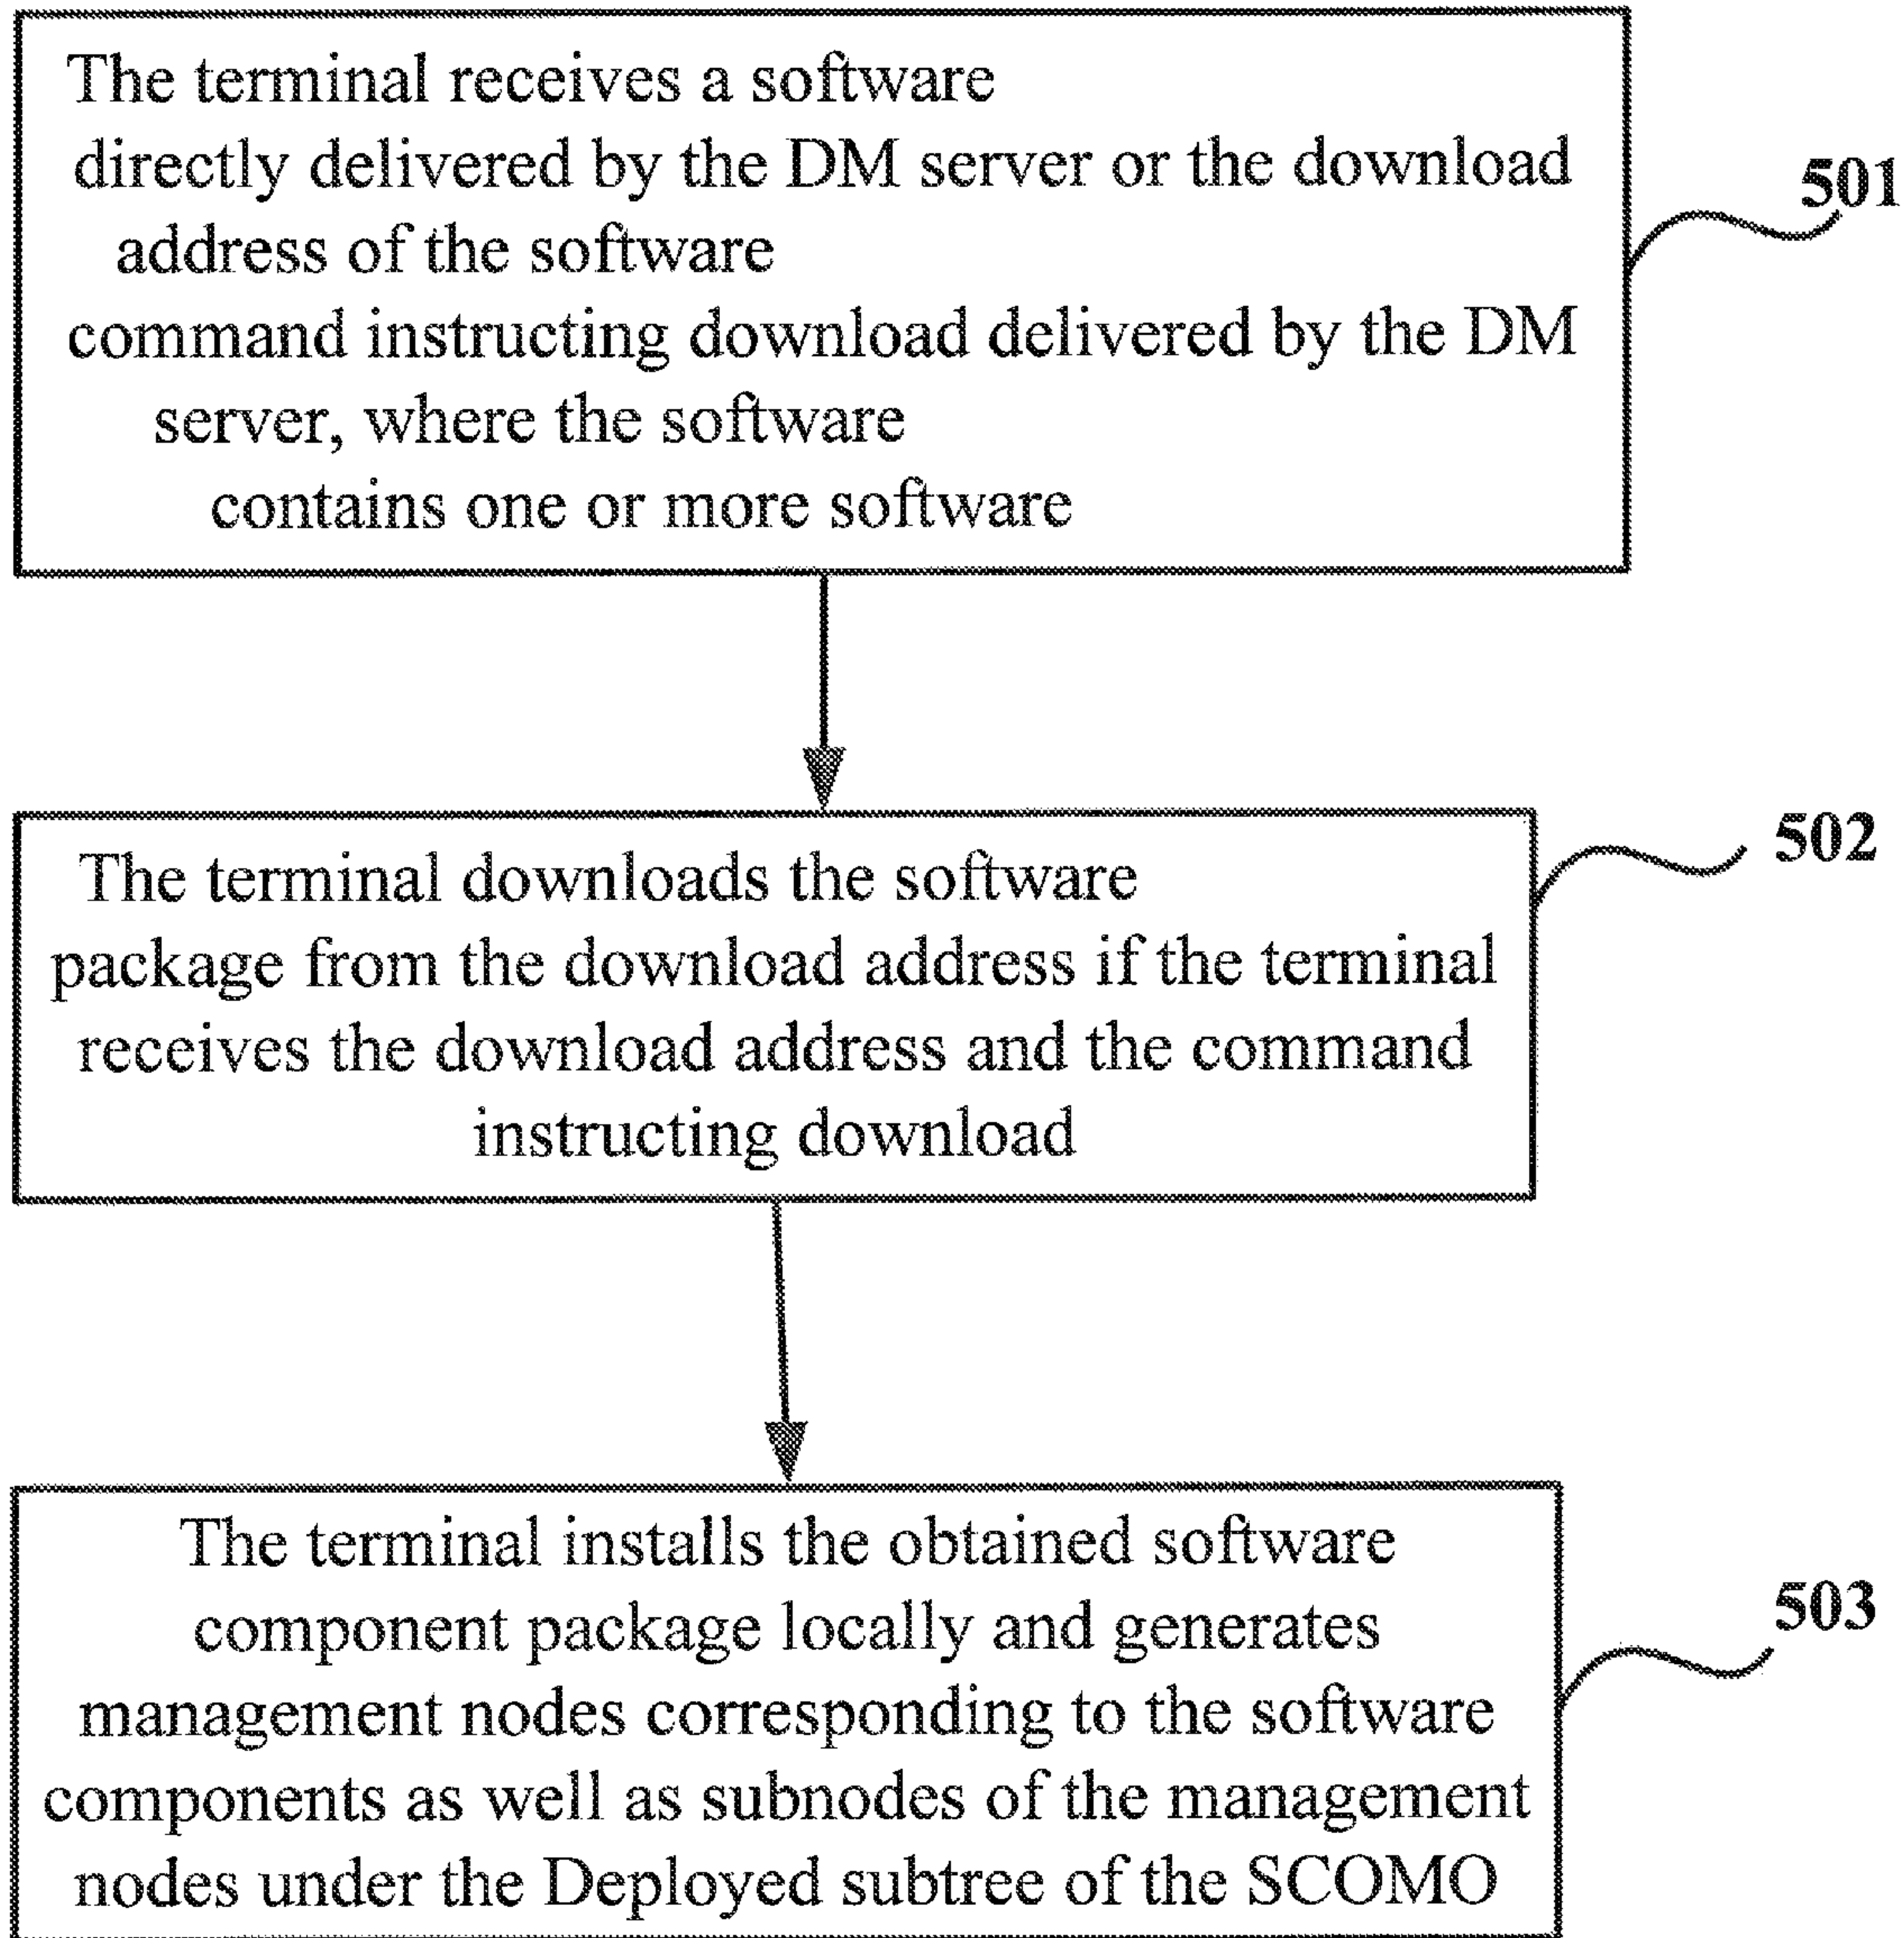 The terminal receives a software
directly delivered by the DM server or the download
address of the software
command instructing download delivered by the DM
server, where the software
contains one or more software
501
The terminal downloads the software
package from the download address if the terminal
receives the download address and the command
instructing download
502
The terminal installs the obtained software
component package locally and generates
management nodes corresponding to the software
components as well as subnodes of the management
nodes under the Deployed subtree of the SCOMO
503